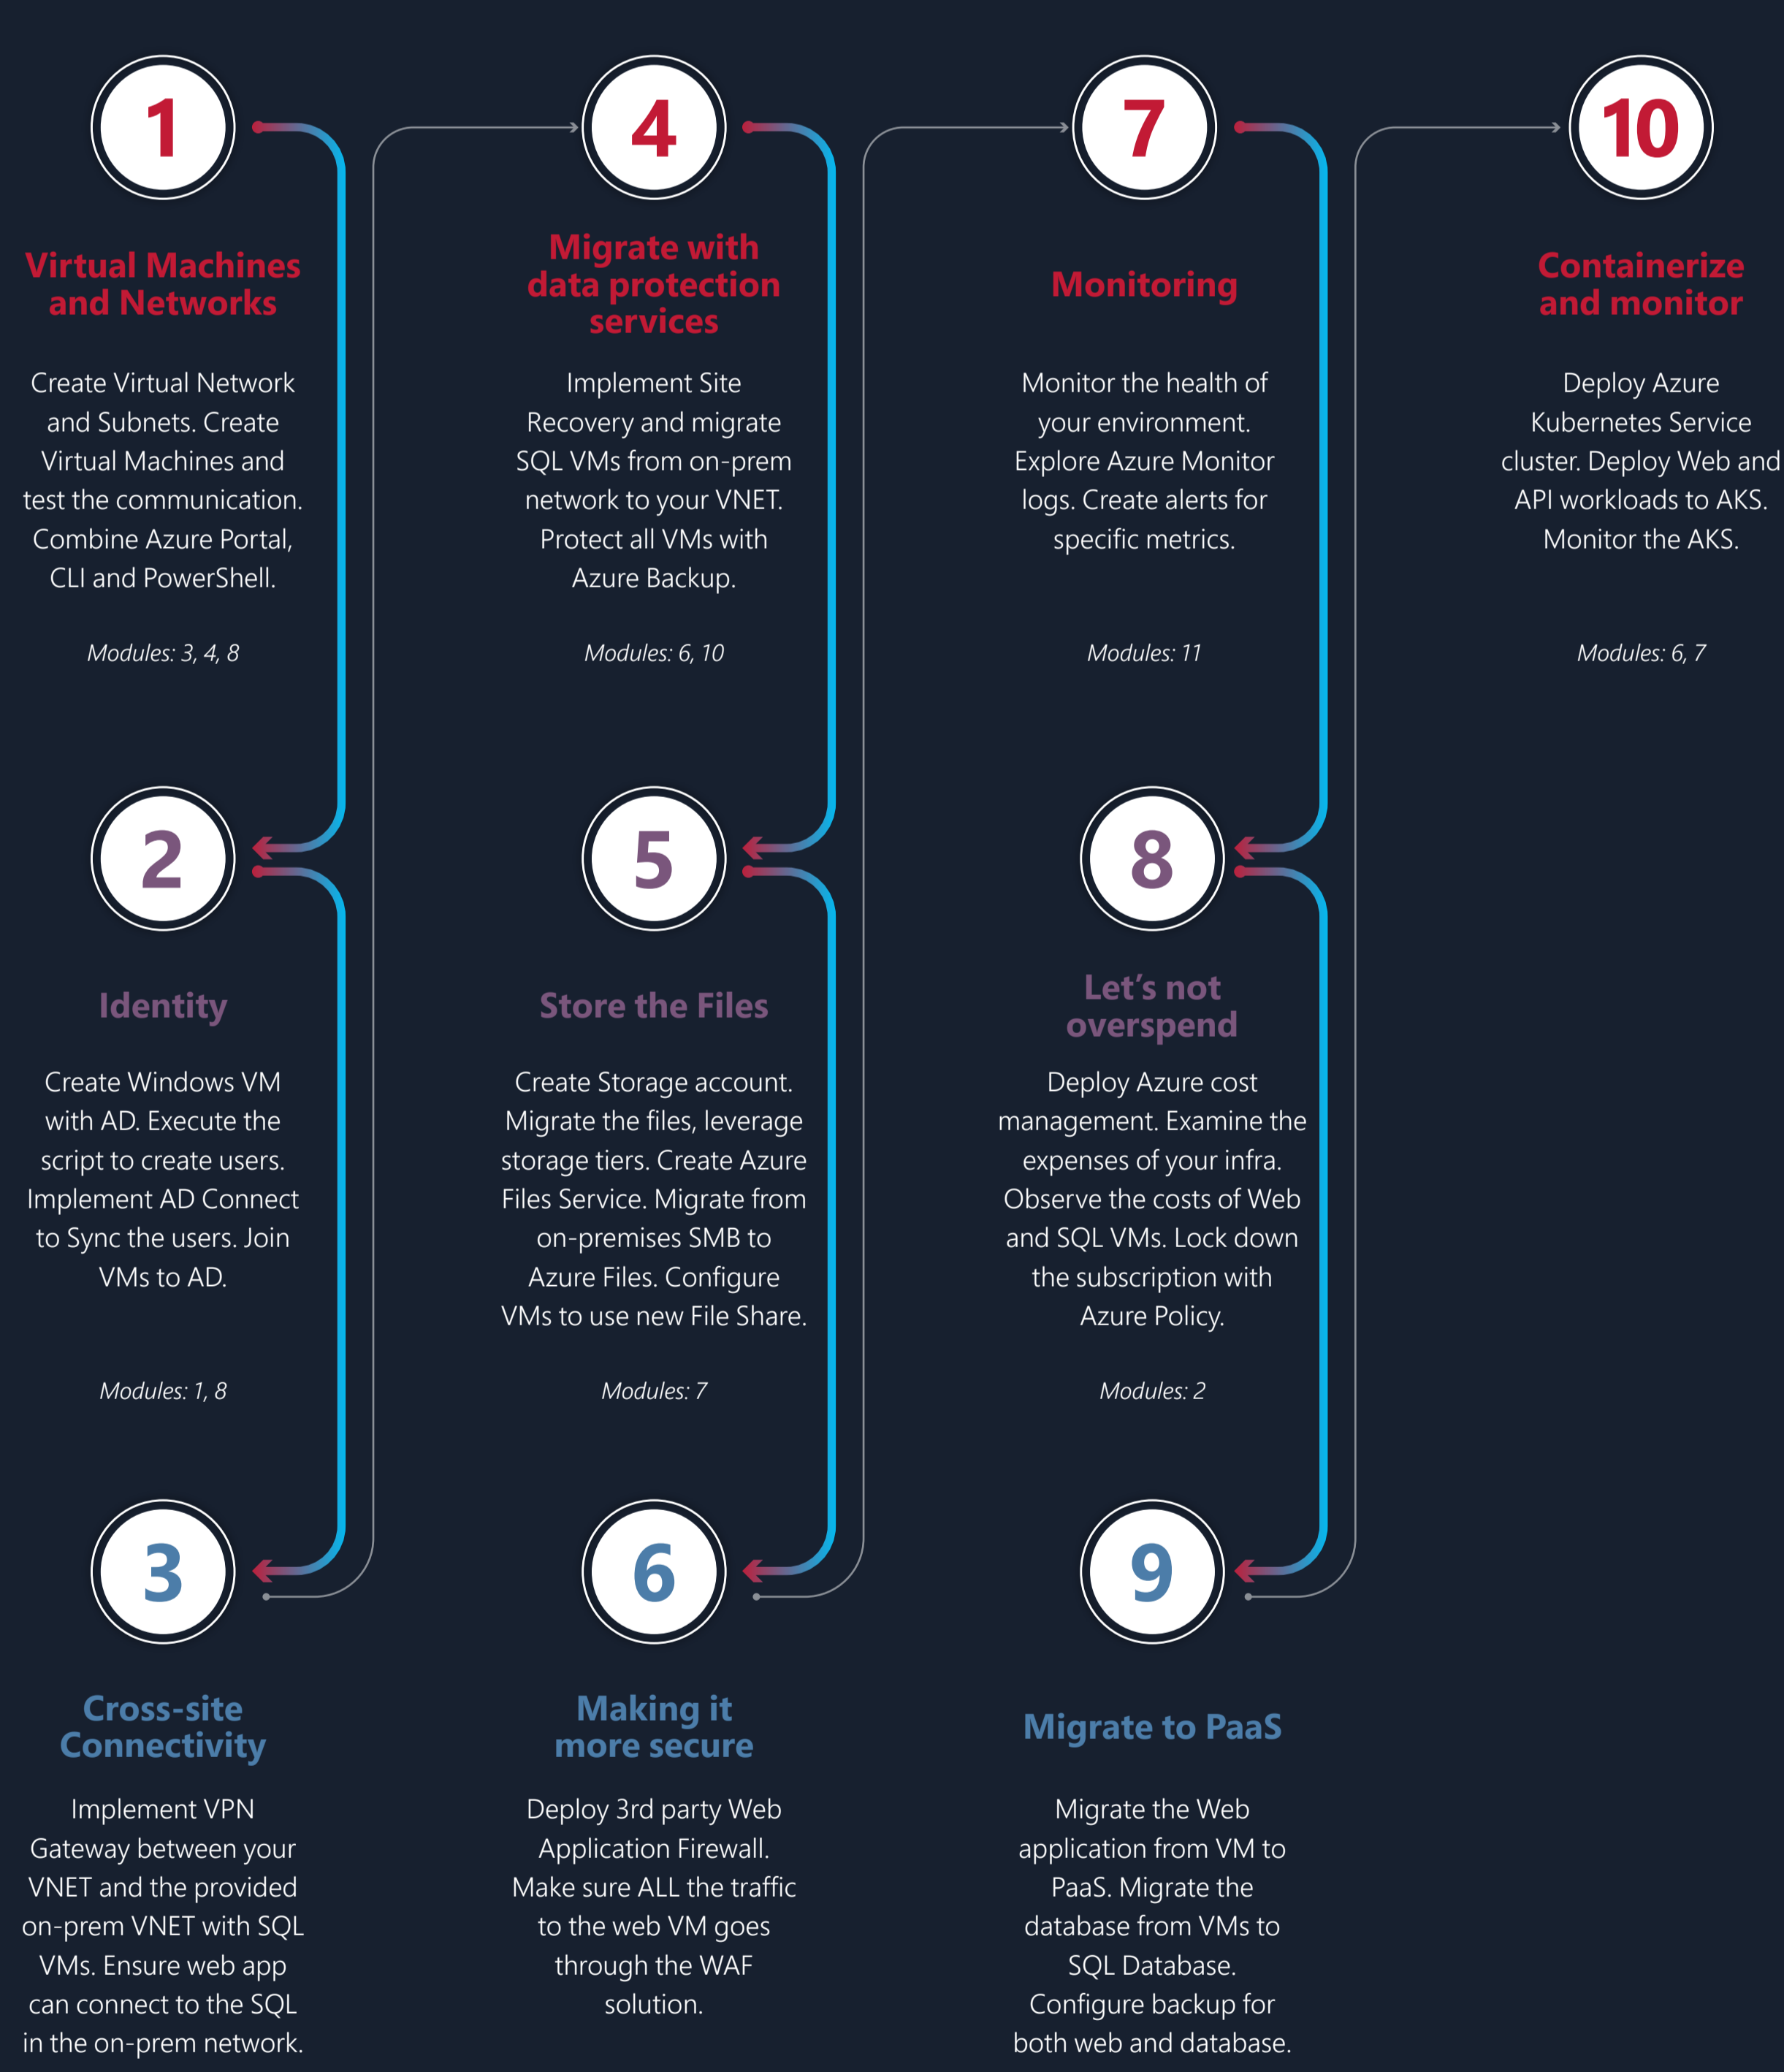 1
Virtual Machines
and Networks
Create Virtual Network
and Subnets. Create
Virtual Machines and
test the communication.
Combine Azure Portal,
CLI and PowerShell.
Modules: 3, 4, 8
2
Identity
Create Windows VM
with AD. Execute the
script to create users.
Implement AD Connect
to Sync the users. Join
VMs to AD.
Modules: 1, 8
3
Cross-site
Connectivity
Implement VPN
Gateway between your
VNET and the provided
on-prem VNET with SQL
VMs. Ensure web app
can connect to the SQL
in the on-prem network.
4
Migrate with
data protection
services
Implement Site
Recovery and migrate
SQL VMs from on-prem
network to your VNET.
Protect all VMs with
Azure Backup.
Modules: 6, 10
5
Store the Files
Create Storage account.
Migrate the files, leverage
storage tiers. Create Azure
Files Service. Migrate from
on-premises SMB to
Azure Files. Configure
VMs to use new File Share.
Modules: 7
6
Making it
more secure
Deploy 3rd party Web
Application Firewall.
Make sure ALL the traffic
to the web VM goes
through the WAF
solution.
7
Monitoring
Monitor the health of
your environment.
Explore Azure Monitor
logs. Create alerts for
specific metrics.
Modules: 11
8
Let’s not
overspend
Deploy Azure cost
management. Examine the
expenses of your infra.
Observe the costs of Web
and SQL VMs. Lock down
the subscription with
Azure Policy.
Modules: 2
9
Migrate to PaaS
Migrate the Web
application from VM to
PaaS. Migrate the
database from VMs to
SQL Database.
Configure backup for
both web and database.
10
Containerize
and monitor
Deploy Azure
Kubernetes Service
cluster. Deploy Web and
API workloads to AKS.
Monitor the AKS.
Modules: 6, 7